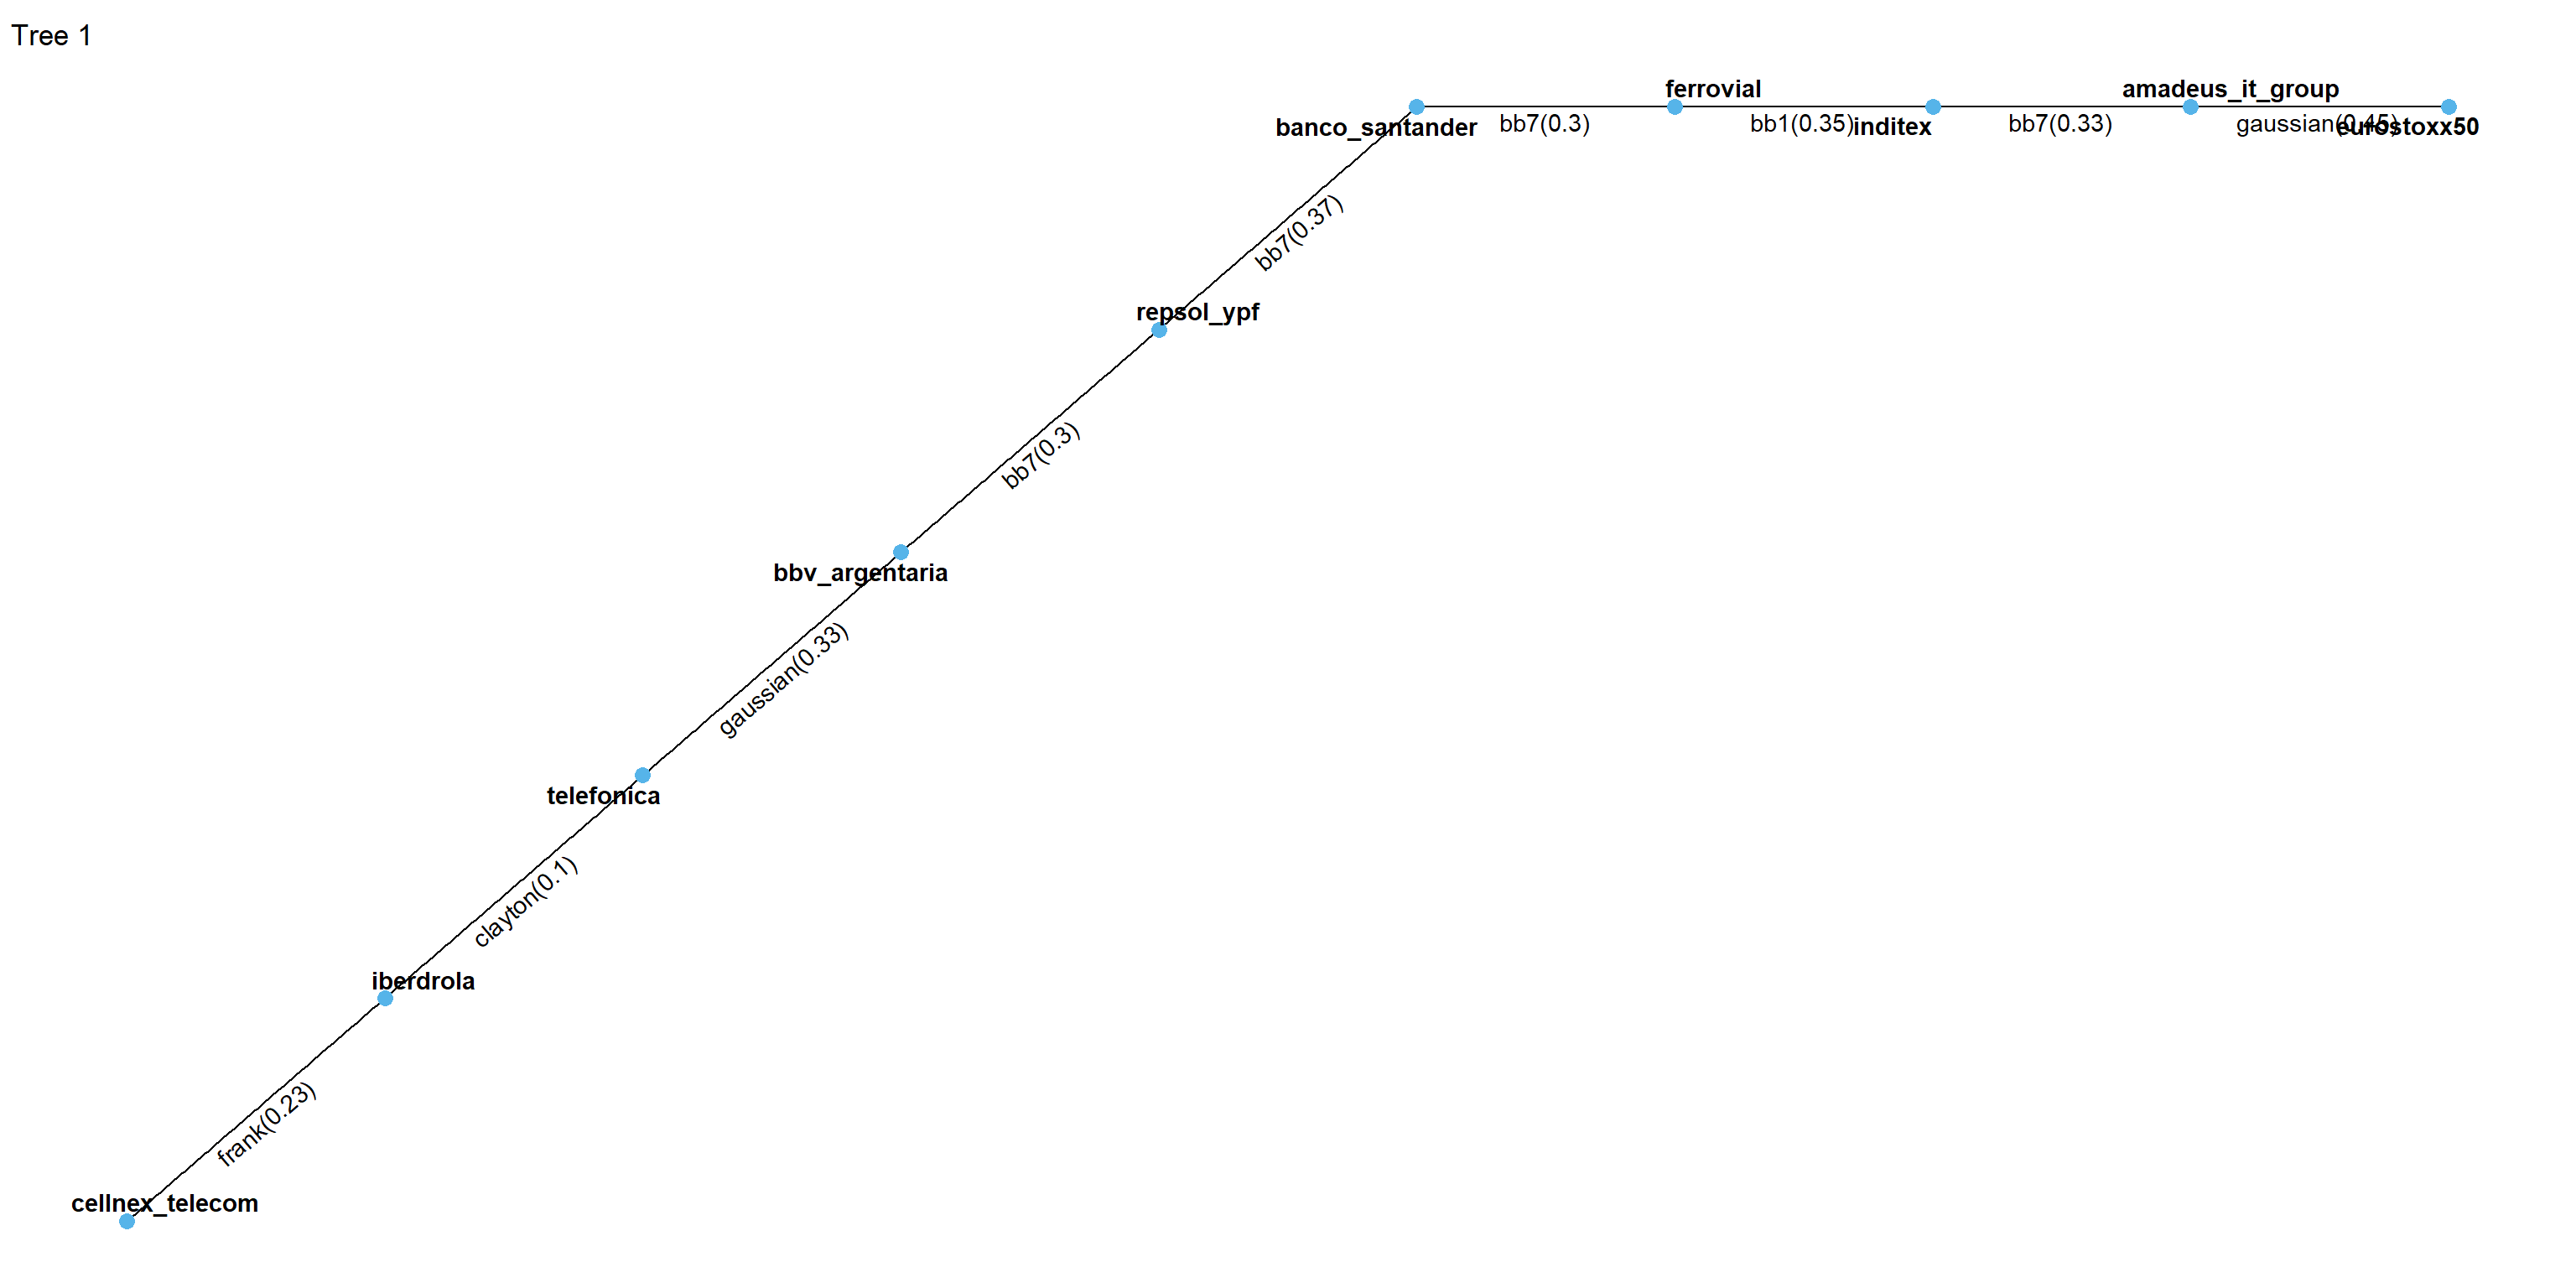 Tree 1
ferrovial
amadeus_it_group
banco_santander
bb7(0.3)
bb1(0.35)
inditex
bb7(0.33)
gaussian(0.45)
eurostoxx50
bb7(0.37)
repsol_ypf
bb7(0.3)
bbv_argentaria
gaussian(0.33)
telefonica
clayton(0.1)
iberdrola
frank(0.23)
cellnex_telecom